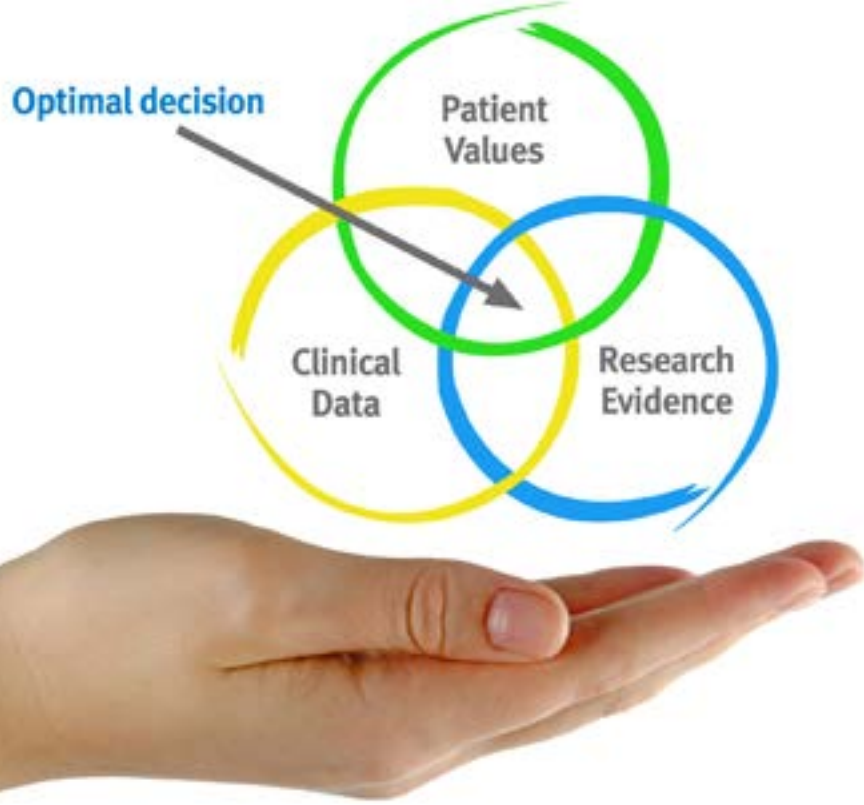 Optimal decision
Patient
Values
Clinical
Data
Research
Evidence